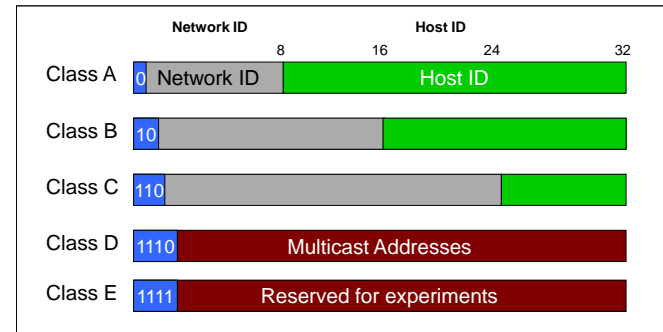 Network ID Host ID
8 16 24 32
Class A 0 Network ID Host ID
Class B 10
Class C 110
Class D 1110 Multicast Addresses
Class E 1111 Reserved for experiments